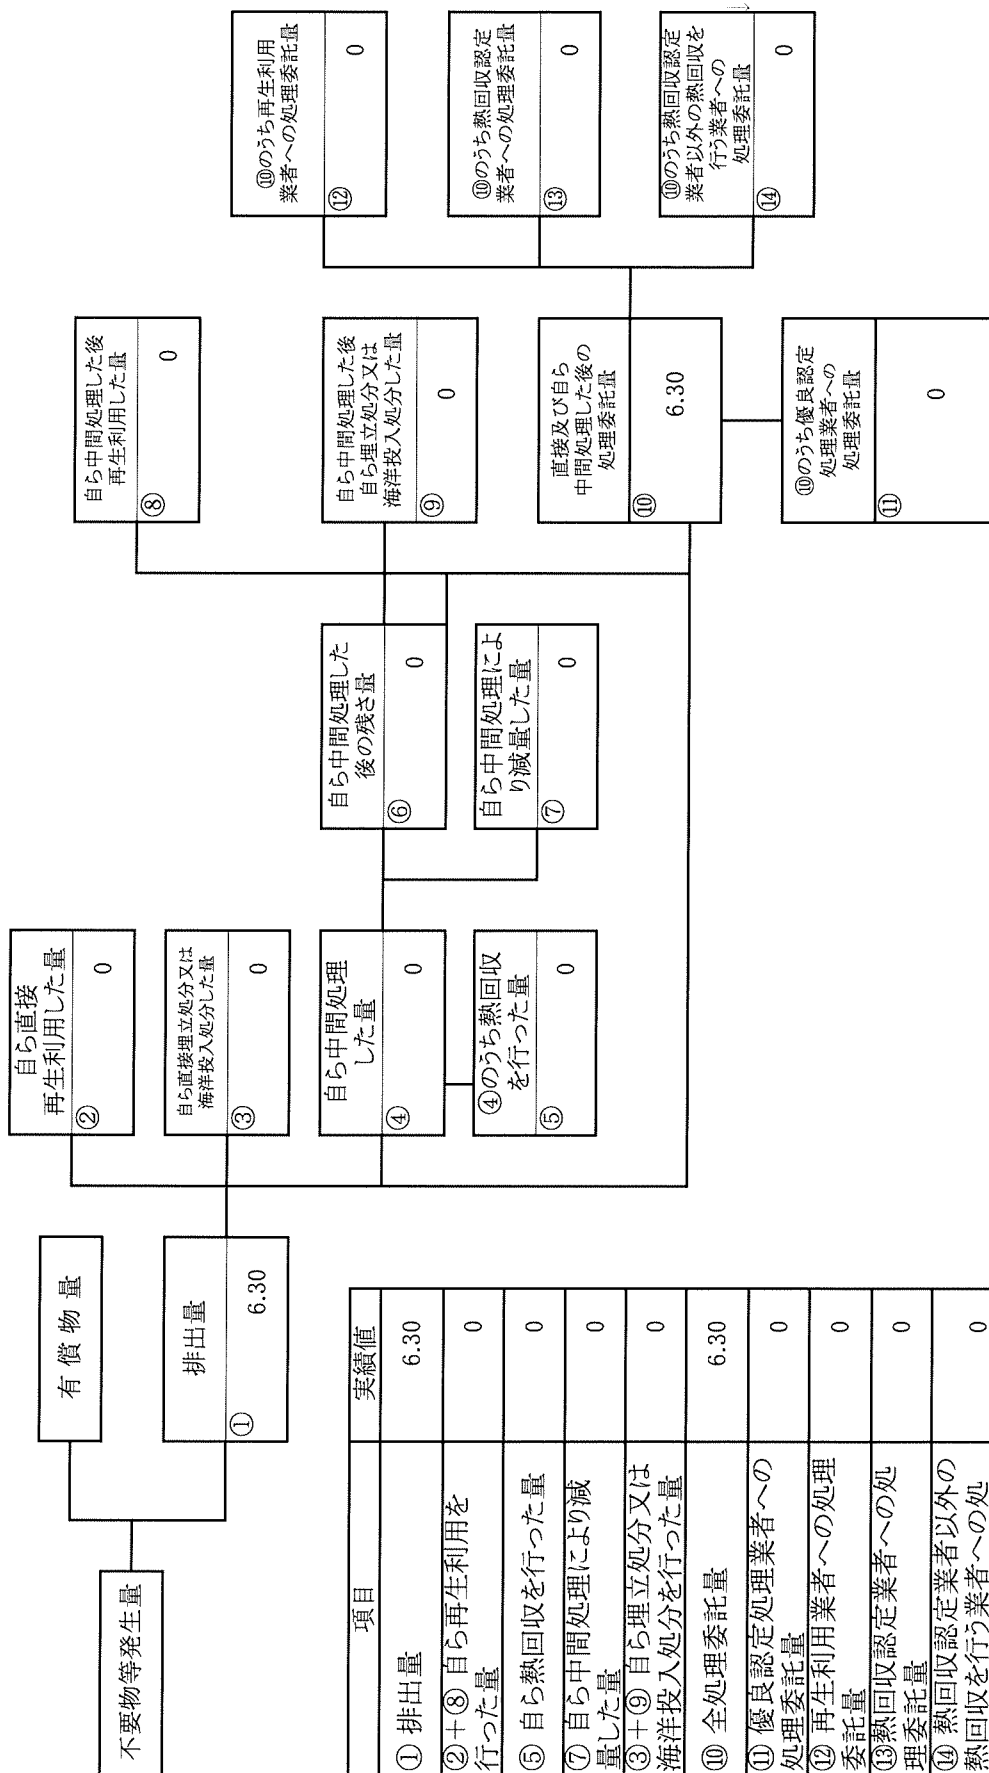 不要物等発生量
有 償 物 量
排出量
①
6.30
自ら直接
再生利用した量
②
0
自ら直接埋立処分又は
海洋投入処分した量
③
0
自ら中間処理
した量
④
0
④のうち熱回収
を行った量
⑤
0
自ら中間処理した
後の残さ量
⑥
0
自ら中間処理によ
り減量した量
⑦
0
自ら中間処理した後
再生利用した量
⑧
0
自ら中間処理した後
自ら埋立処分又は
海洋投入処分した量
⑨
0
直接及び自ら
中間処理した後の
処理委託量
⑩
6.30
⑩のうち優良認定
処理業者への
処理委託量
⑪
0
⑩のうち再生利用
業者への処理委託量
⑫
0
⑩のうち熱回収認定
業者への処理委託量
⑬
0
⑩のうち熱回収認定
業者以外の熱回収を
行う業者への
処理委託量
⑭
0
項目
実績値
① 排出量
6.30
②+⑧ 自ら再生利用を
行った量
0
⑤ 自ら熱回収を行った量
0
⑦ 自ら中間処理により減
量した量
0
③+⑨ 自ら埋立処分又は
海洋投入処分を行った量
0
⑩ 全処理委託量
6.30
⑪ 優良認定処理業者への
処理委託量
0
⑫ 再生利用業者への処理
委託量
0
⑬熱回収認定業者への処
理委託量
0
⑭ 熱回収認定業者以外の
熱回収を行う業者への処
0